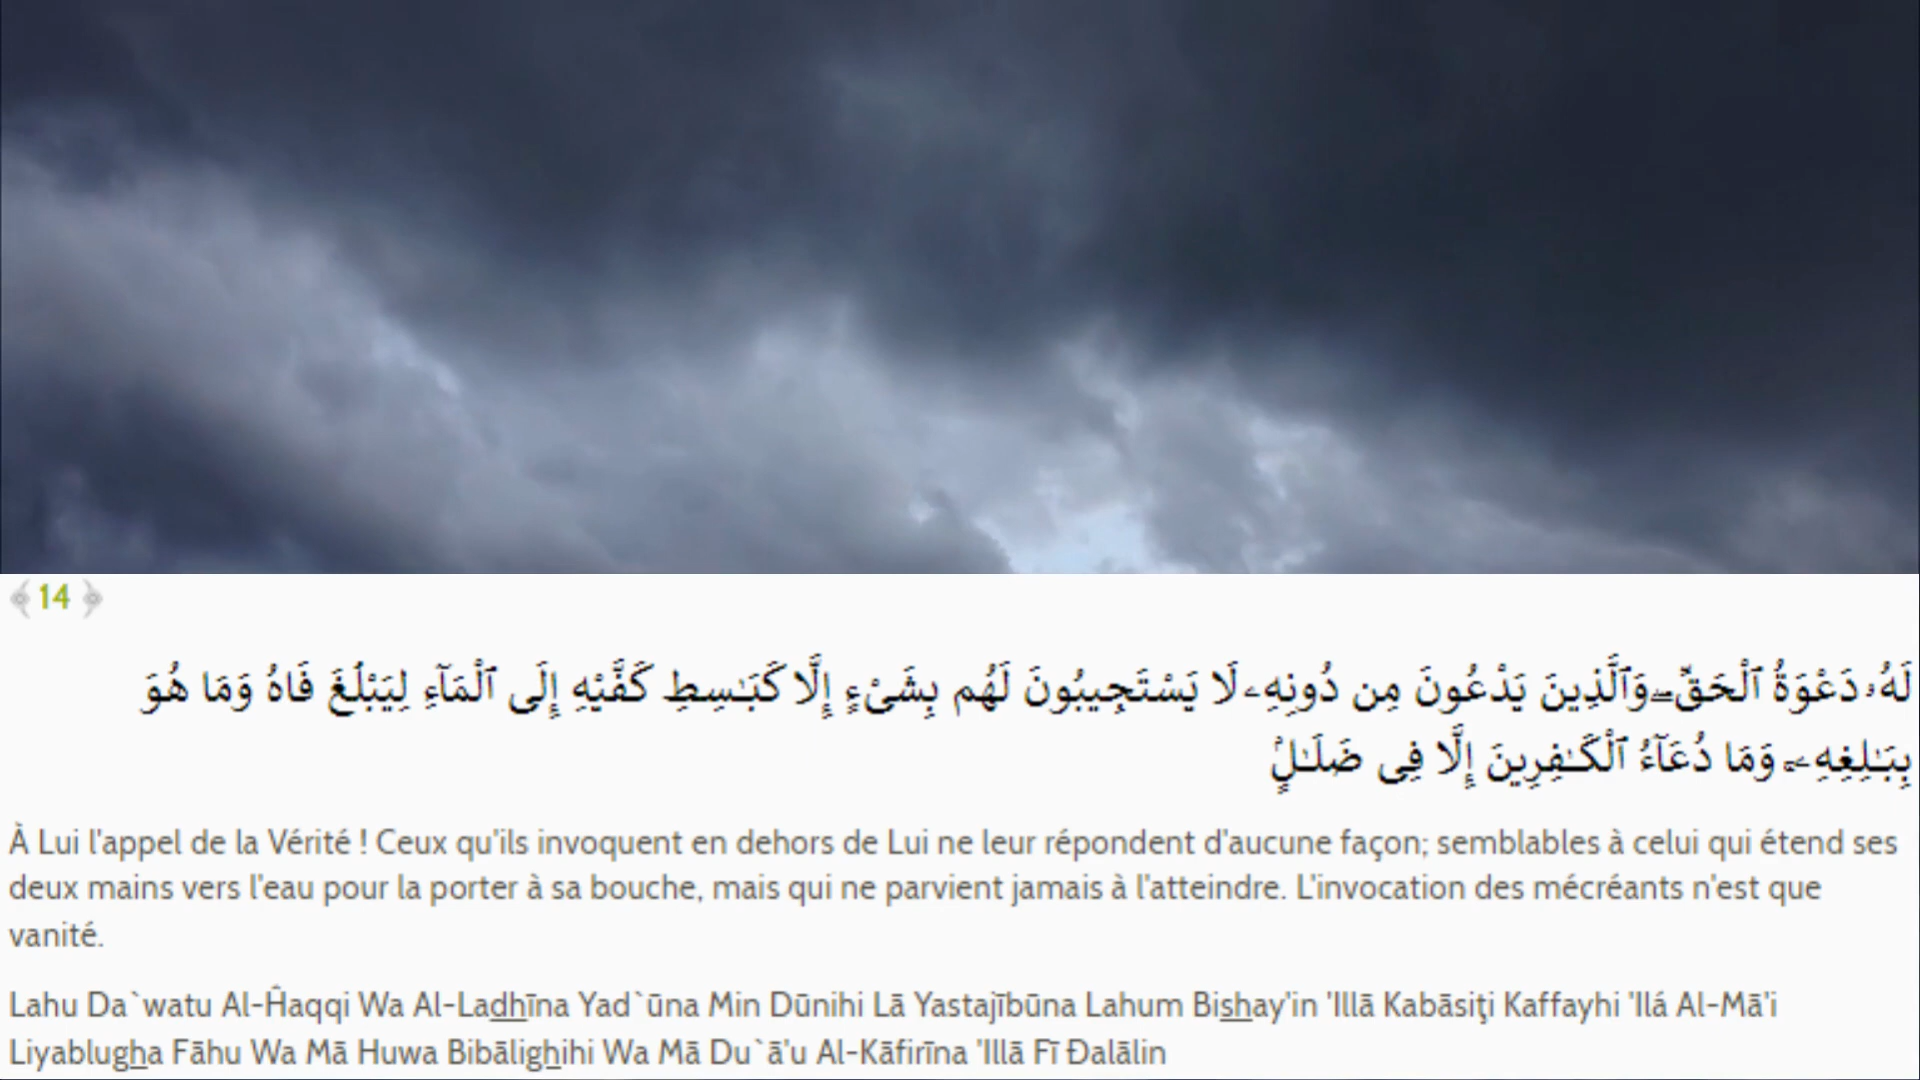 14
لَهُۥ دَعْوَةُ ٱلْحَقِّ ۖ وَٱلَّذِينَ يَدْعُونَ مِن دُونِهِۦ لَا يَسْتَجِيبُونَ لَهُم بِشَىْءٍ إِلَّا كَبَـٰسِطِ كَفَّيْهِ إِلَى ٱلْمَآءِ لِيَبْلُغَ فَاهُ وَمَا هُوَ
بِبَـٰلِغِهِۦ ۚ وَمَا دُعَآءُ ٱلْكَـٰفِرِينَ إِلَّا فِى ضَلَـٰلٍۢ
À Lui l'appel de la Vérité ! Ceux qu'ils invoquent en dehors de Lui ne leur répondent d'aucune façon; semblables à celui qui étend ses
deux mains vers l'eau pour la porter à sa bouche, mais qui ne parvient jamais à l'atteindre. L'invocation des mécréants n'est que
vanité.
Lahu Da`watu Al-Ĥaqqi Wa Al-Ladhīna Yad`ūna Min Dūnihi Lā Yastajībūna Lahum Bishay'in 'Illā Kabāsiţi Kaffayhi 'Ilá Al-Mā'i
Liyablugha Fāhu Wa Mā Huwa Bibālighihi Wa Mā Du`ā'u Al-Kāfirīna 'Illā Fī Đalālin